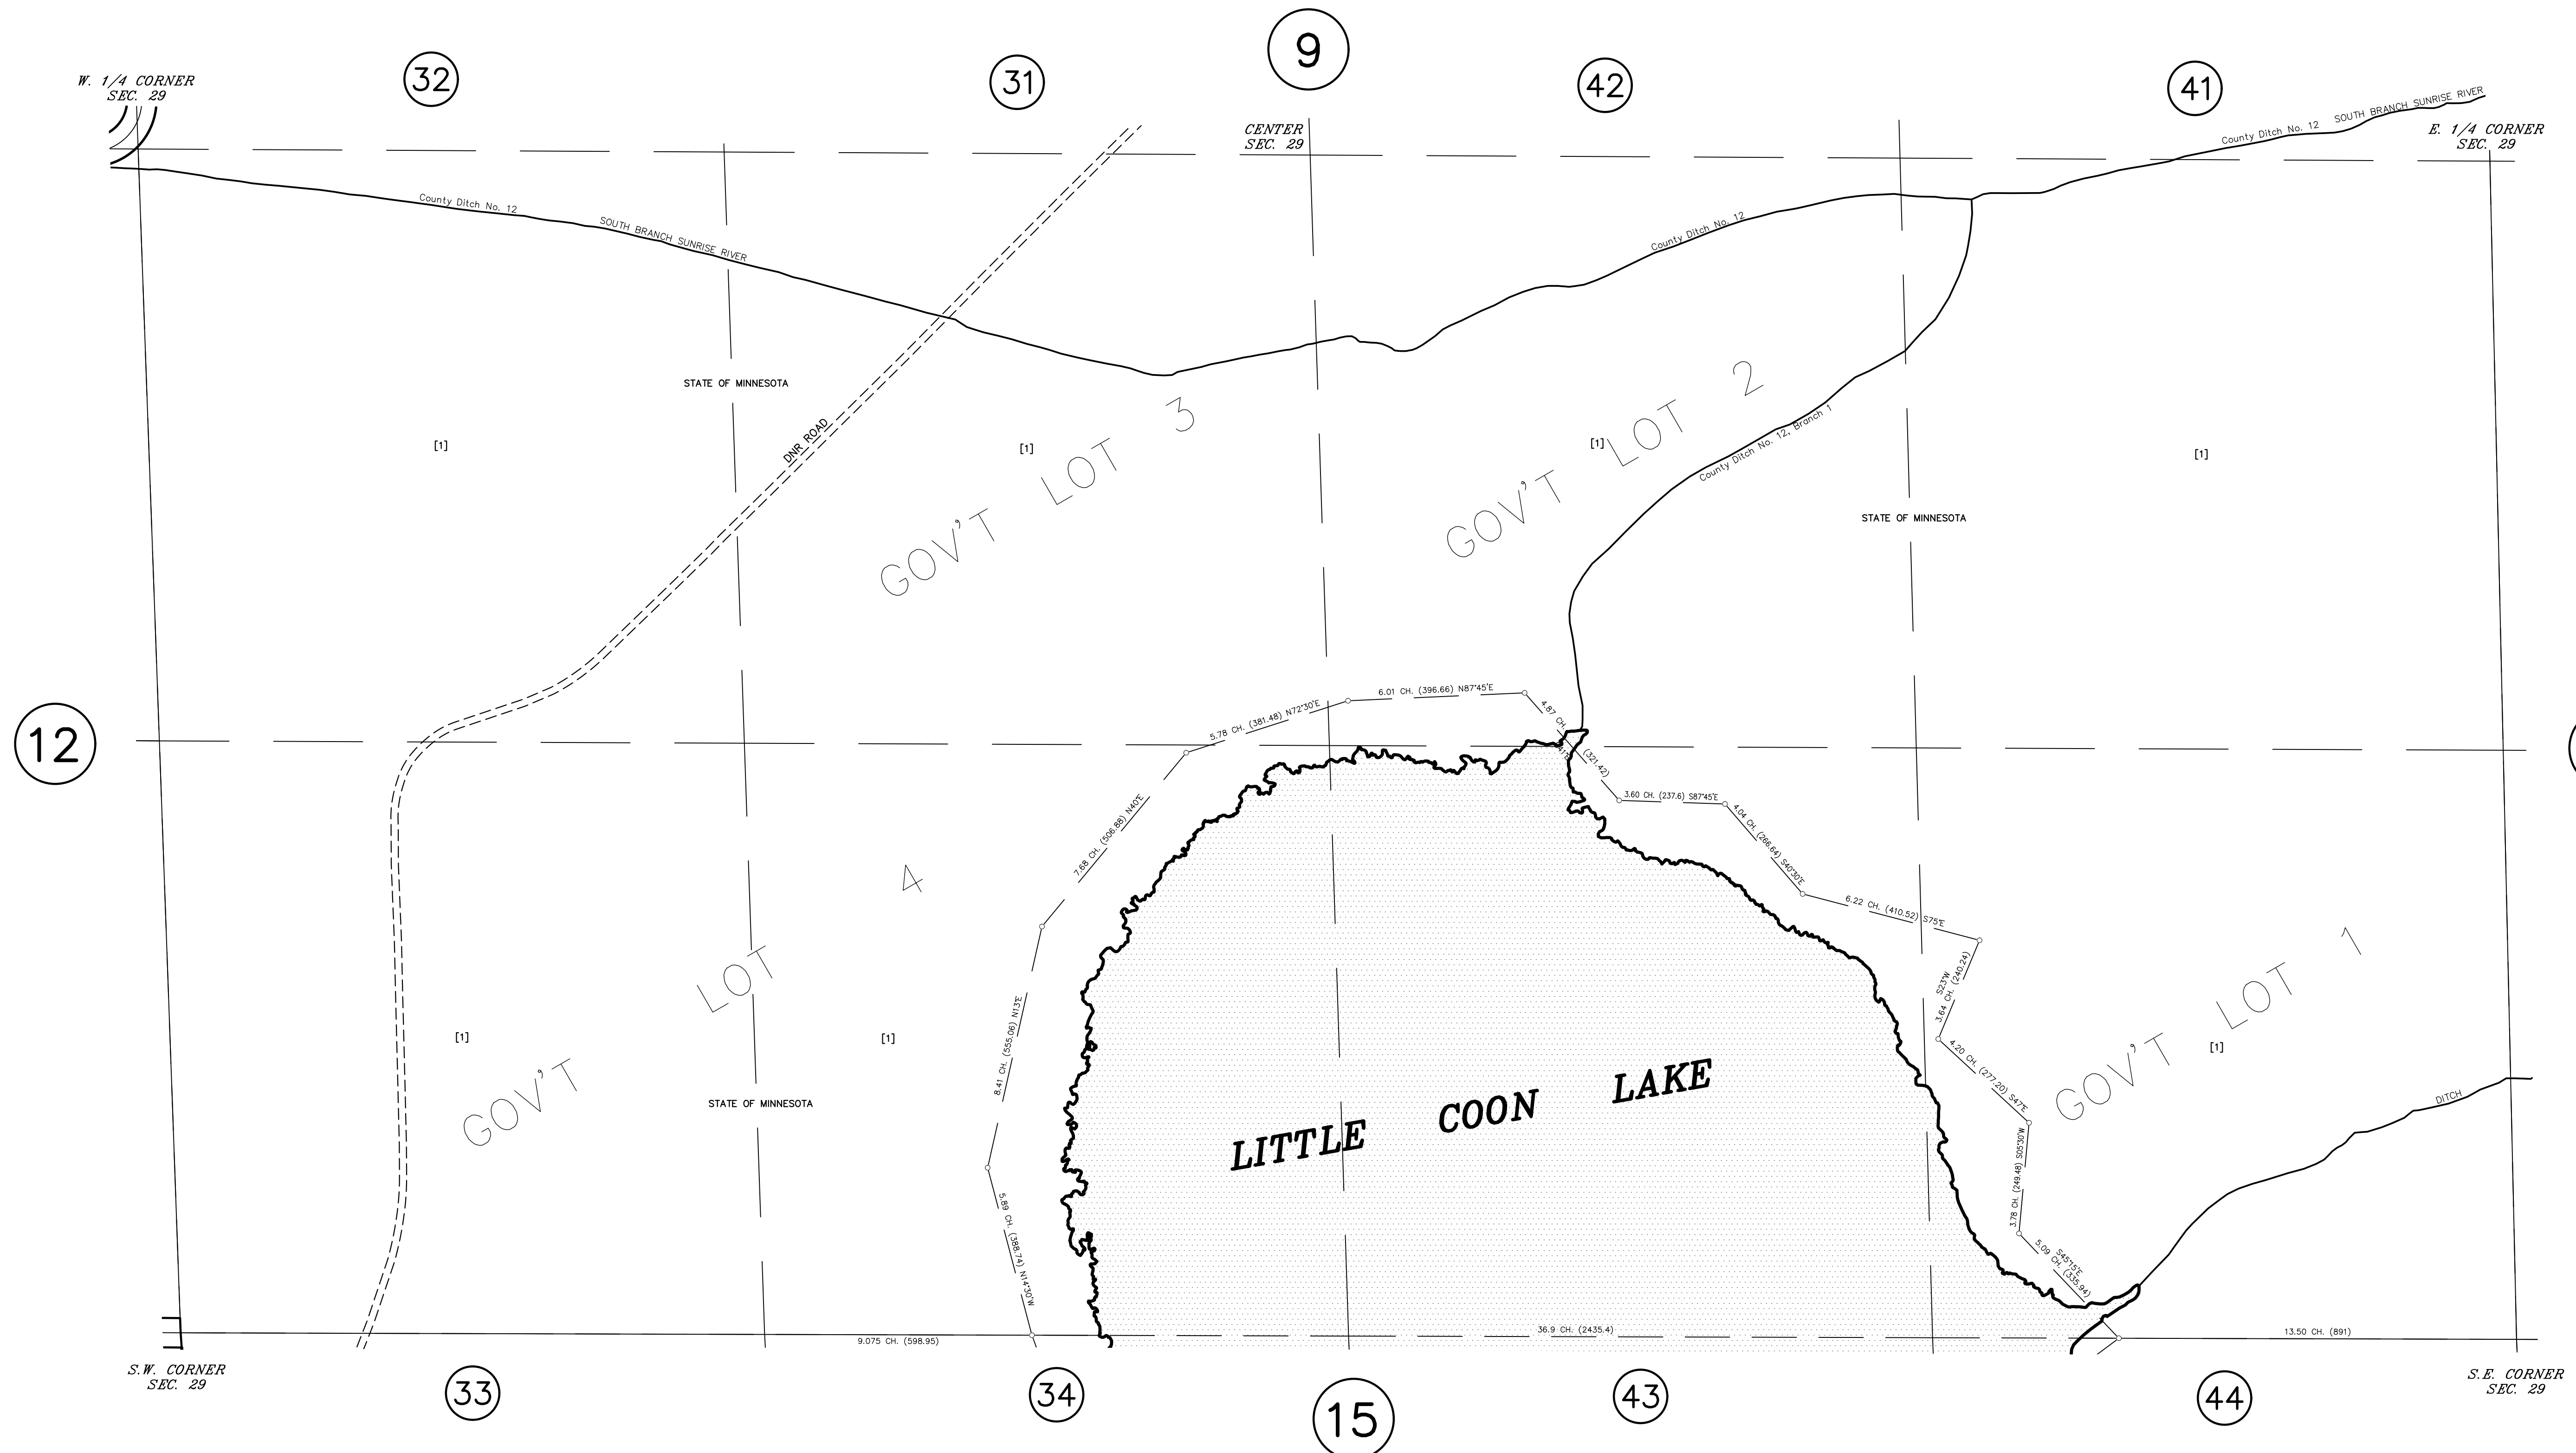 9
32
31
42
41
W. 1/4 CORNER
SEC. 29
CENTER
SEC. 29
E. 1/4 CORNER
SEC. 29
County Ditch No. 12
SOUTH BRANCH SUNRISE RIVER
County Ditch No. 12
SOUTH BRANCH SUNRISE RIVER
County Ditch No. 12
STATE OF MINNESOTA
DNR ROAD
[1]
[1]
[1]
[1]
GOV'T LOT 3
GOV'T LOT 2
County Ditch No. 12, Branch 1
STATE OF MINNESOTA
12
5.78 CH. (381.48) N72°30'E
6.01 CH. (396.66) N87°45'E
4.87 CH.
(321.42)
3.60 CH. (237.6) S87°45'E
4.04 CH. (266.64) S40°30'E
6.22 CH. (410.52) S75°E
7.68 CH. (506.88) N40°E
S23°W
3.64 CH. (240.24)
8.41 CH. (555.06) N13°E
4.20 CH. (277.20) S47°E
3.78 CH. (249.48) S05°30'W
5.89 CH. (388.74) N14°30'W
S45°15'E
5.09 CH. (335.94)
GOV'T LOT 4
GOV'T LOT 1
[1]
[1]
[1]
STATE OF MINNESOTA
LITTLE COON LAKE
DITCH
9.075 CH. (598.95)
36.9 CH. (2435.4)
13.50 CH. (891)
S.W. CORNER
SEC. 29
S.E. CORNER
SEC. 29
33
34
43
44
15